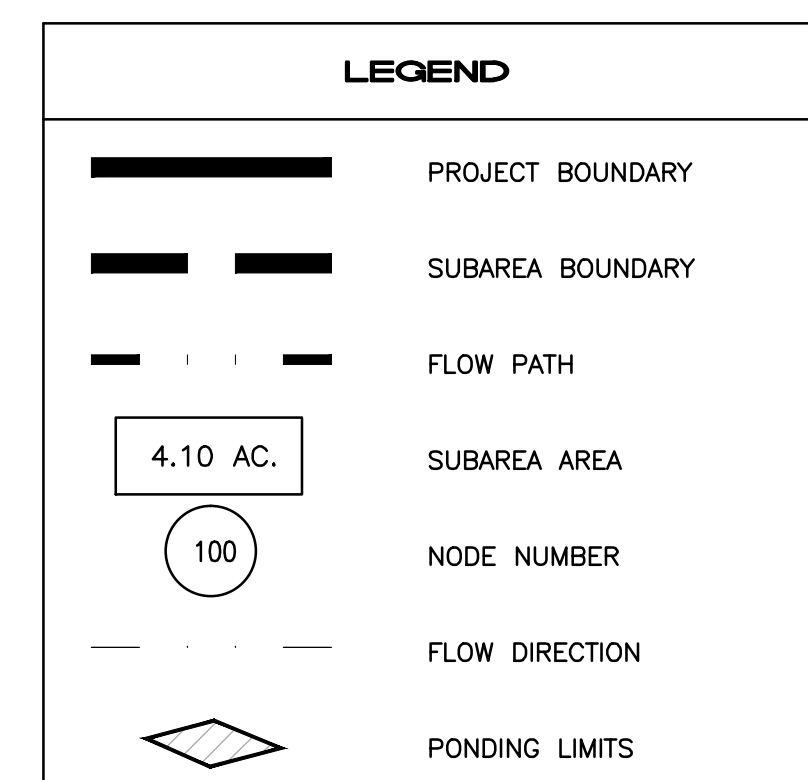 LEGEND
PROJECT BOUNDARY
SUBAREA BOUNDARY
FLOW PATH
4.10 AC. SUBAREA AREA
100 NODE NUMBER
FLOW DIRECTION
PONDING LIMITS